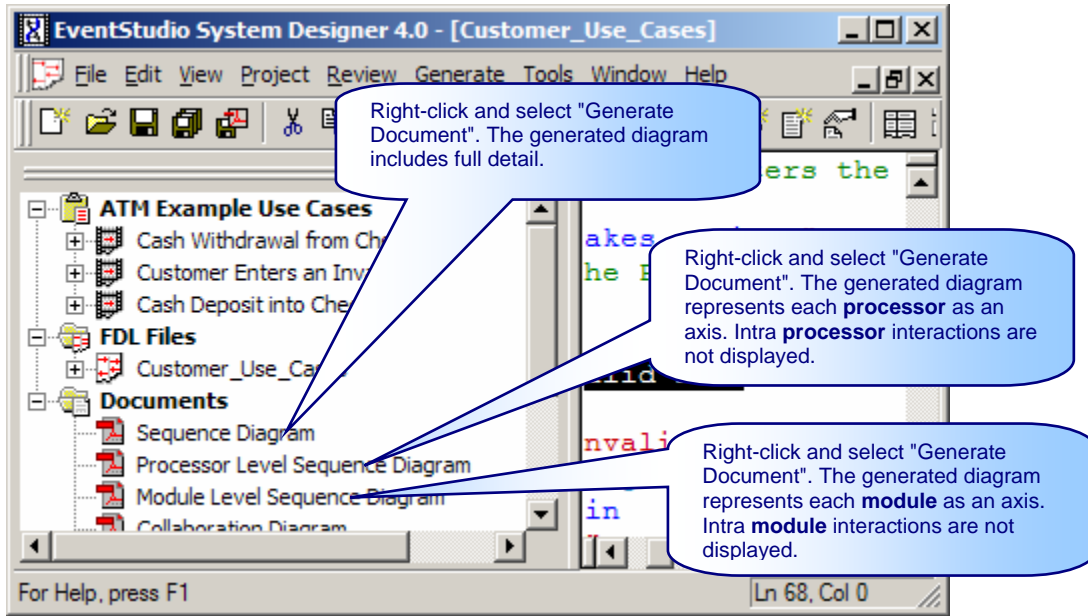 EventStudio System Designer 4.0 - [Customer_Use_Cases]
File Edit View Project Review Generate Tools Window Help
Right-click and select "Generate
Document". The generated diagram
includes full detail.
ers the
ATM Example Use Cases
Cash Withdrawal from Ch
akes
Customer Enters an Inva
he
Cash Deposit into Che
Right-click and select "Generate
Document". The generated diagram
represents each processor as an
axis. Intra processor interactions are
not displayed.
FDL Files
Customer_Use_Ca
Documents
Sequence Diagram
nvali
Processor Level Sequence Diagram
Module Level Sequence Diagram
in
Collaboration Diagram
Right-click and select "Generate
Document". The generated diagram
represents each module as an axis.
Intra module interactions are not
displayed.
For Help, press F1
Ln 68, Col 0